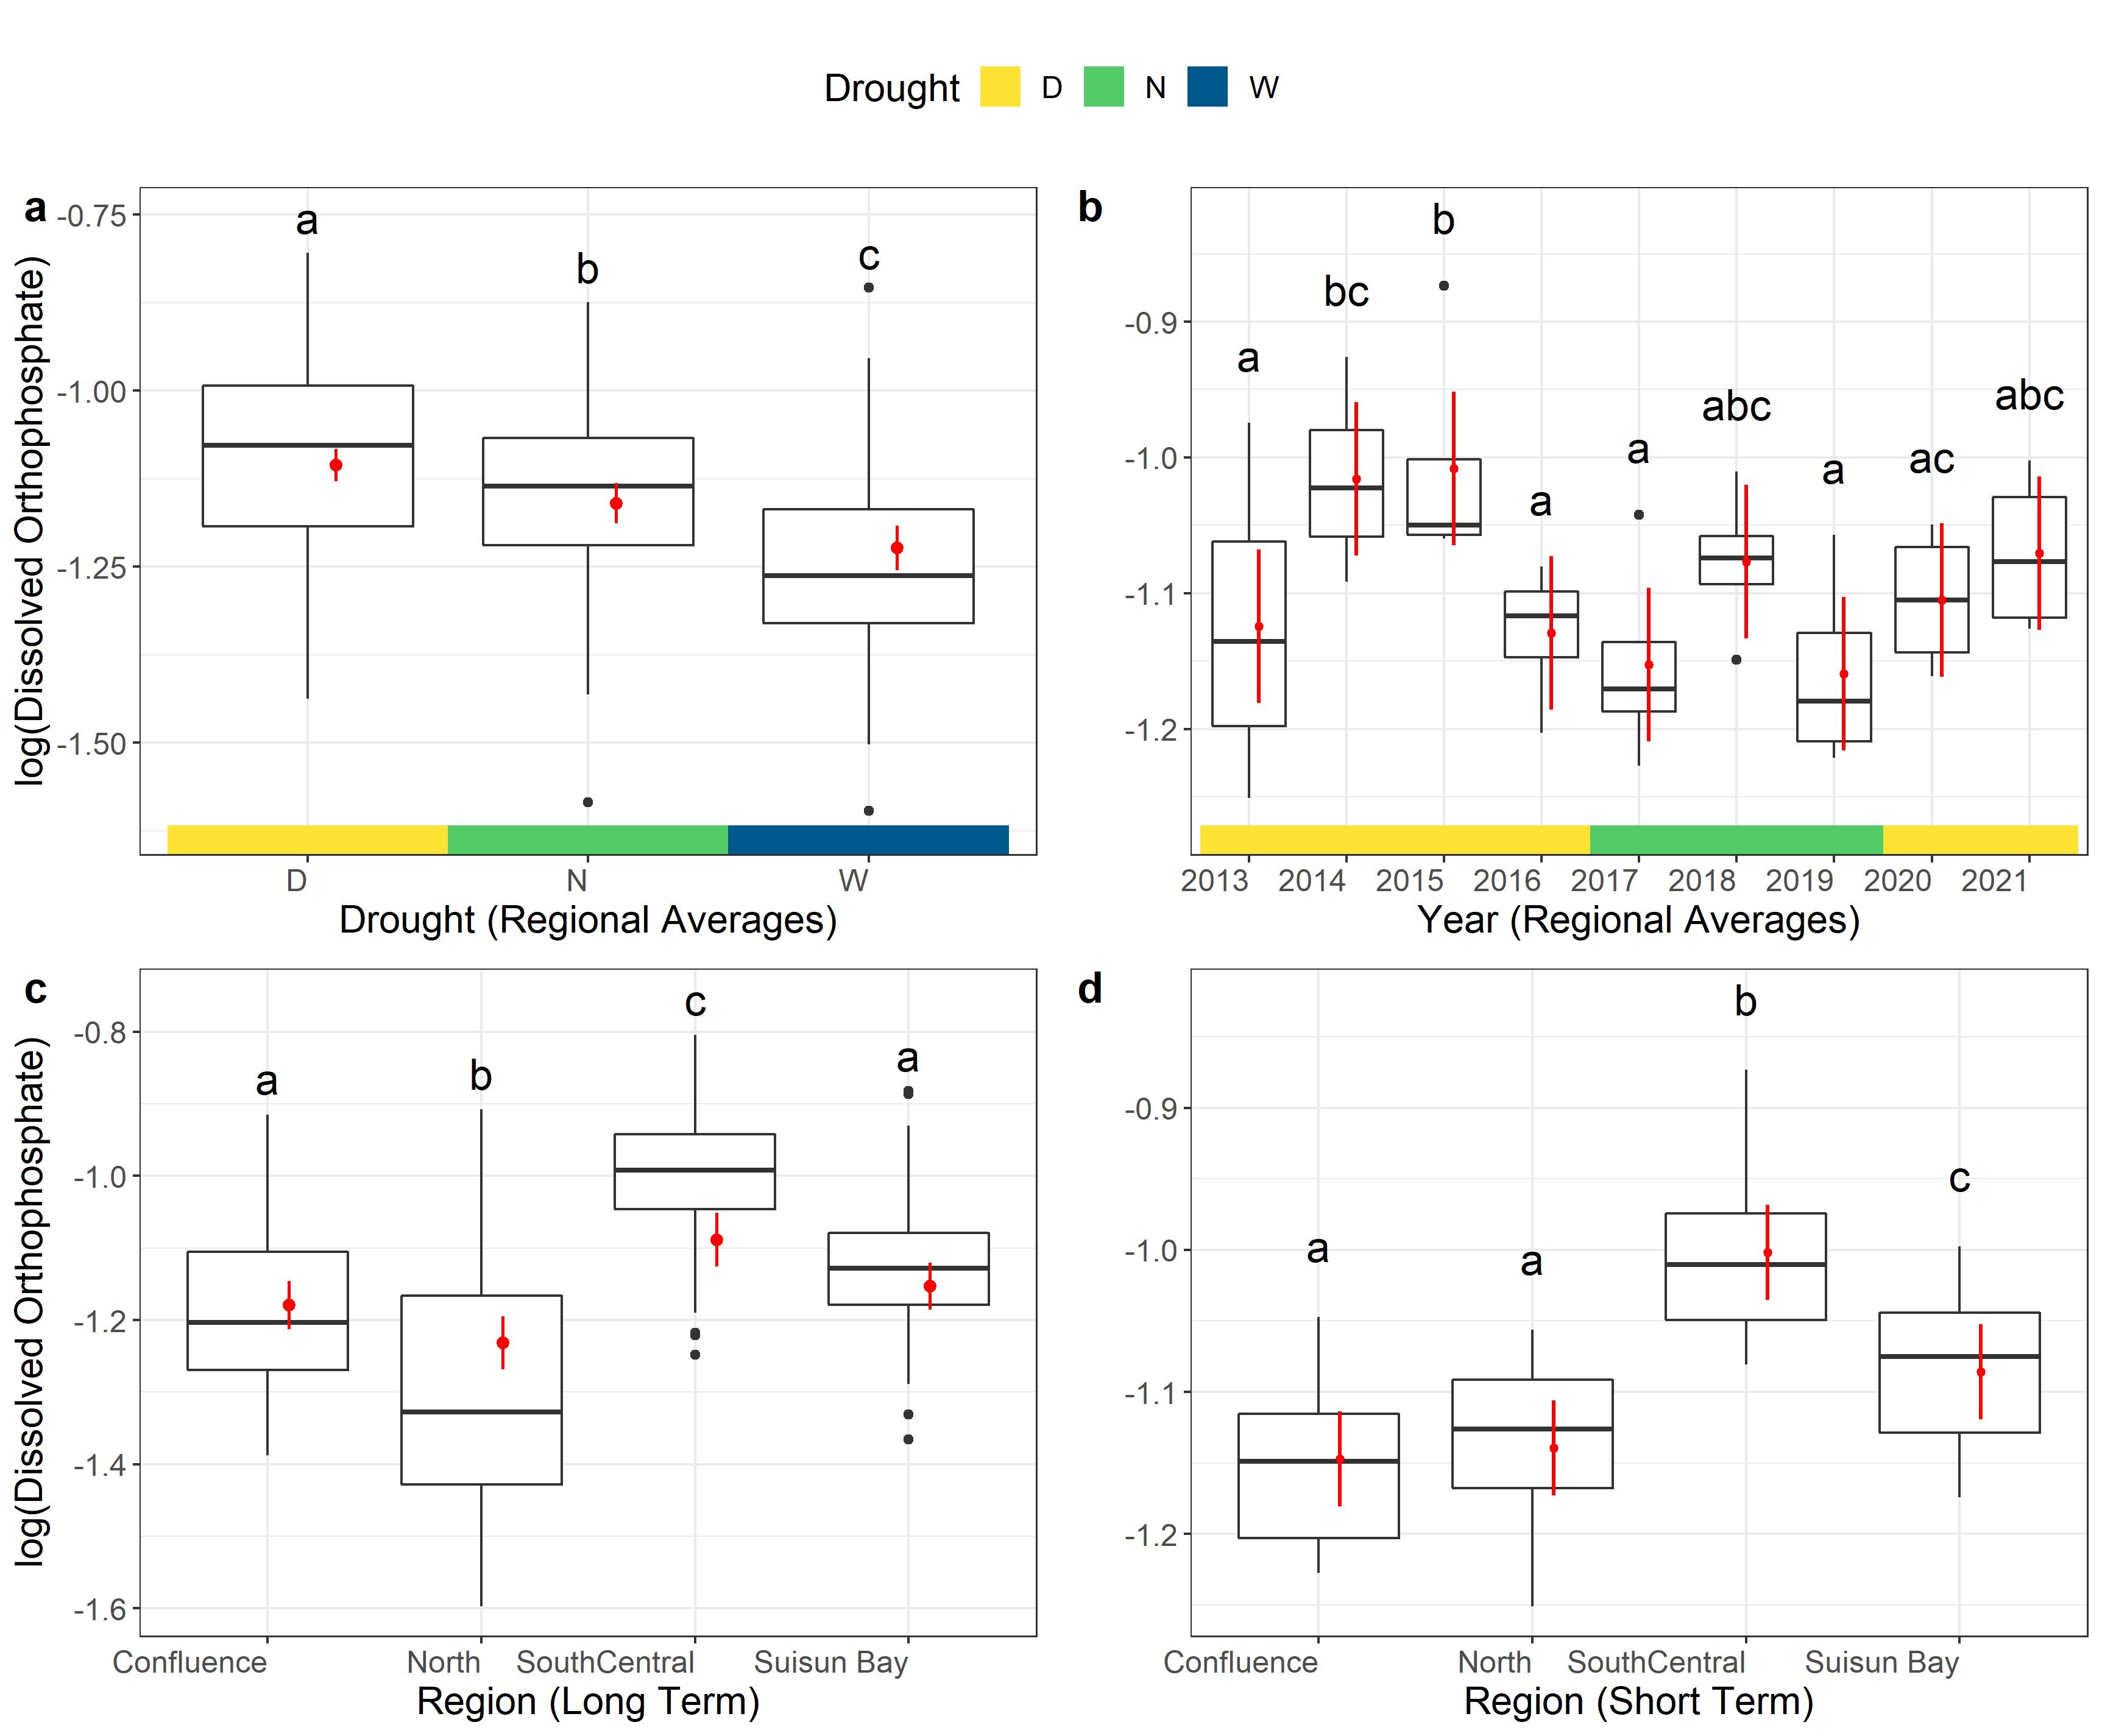 Drought D N W
a
log(Dissolved Orthophosphate)
-0.75
-1.00
-1.25
-1.50
a
b
c
D N W
Drought (Regional Averages)
b
-0.9
-1.0
-1.1
-1.2
a
bc
b
a
a
abc
a
ac
abc
2013 2014 2015 2016 2017 2018 2019 2020 2021
Year (Regional Averages)
c
log(Dissolved Orthophosphate)
-0.8
-1.0
-1.2
-1.4
-1.6
a
b
c
a
Confluence North SouthCentral Suisun Bay
Region (Long Term)
d
-0.9
-1.0
-1.1
-1.2
a
a
b
c
Confluence North SouthCentral Suisun Bay
Region (Short Term)